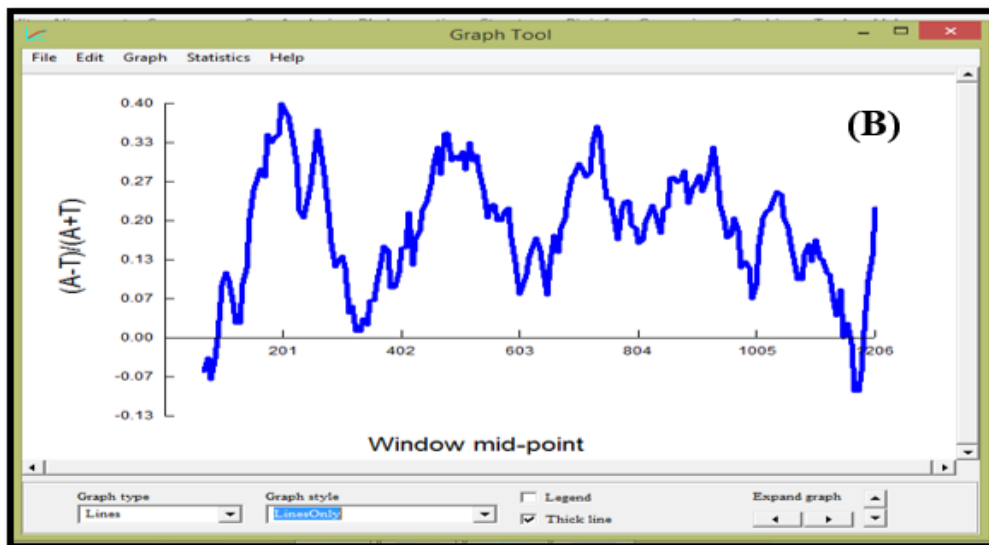 Graph Tool
File Edit Graph Statistics Help
(B)
0.40
0.33
0.27
0.20
0.13
0.07
0.00
-0.07
-0.13
(A-T)/(A+T)
201 402 603 804 1005 1206
Window mid-point
Graph type Graph style Legend Expand graph
Lines LinesOnly Thick line